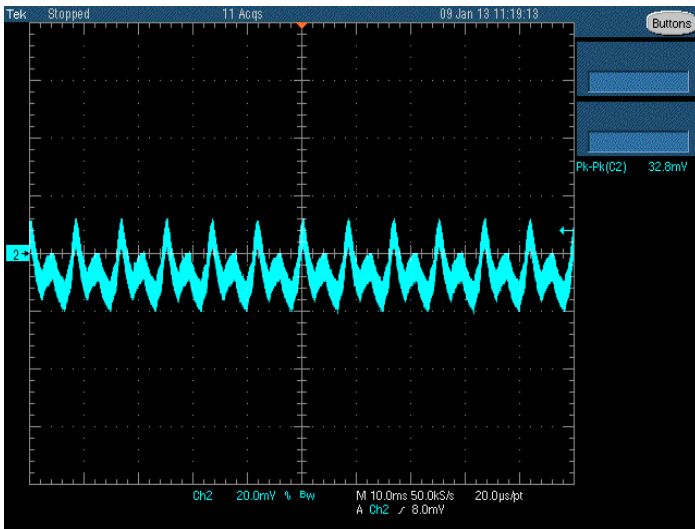 Tek Stopped 11 Acqs 09 Jan 13 11:19:13
Buttons
Pk-Pk(C2) 32.8mV
2
Ch2 20.0mV % Bw M 10.0ms 50.0kS/s 20.0µs/pt
A Ch2 / 8.0mV